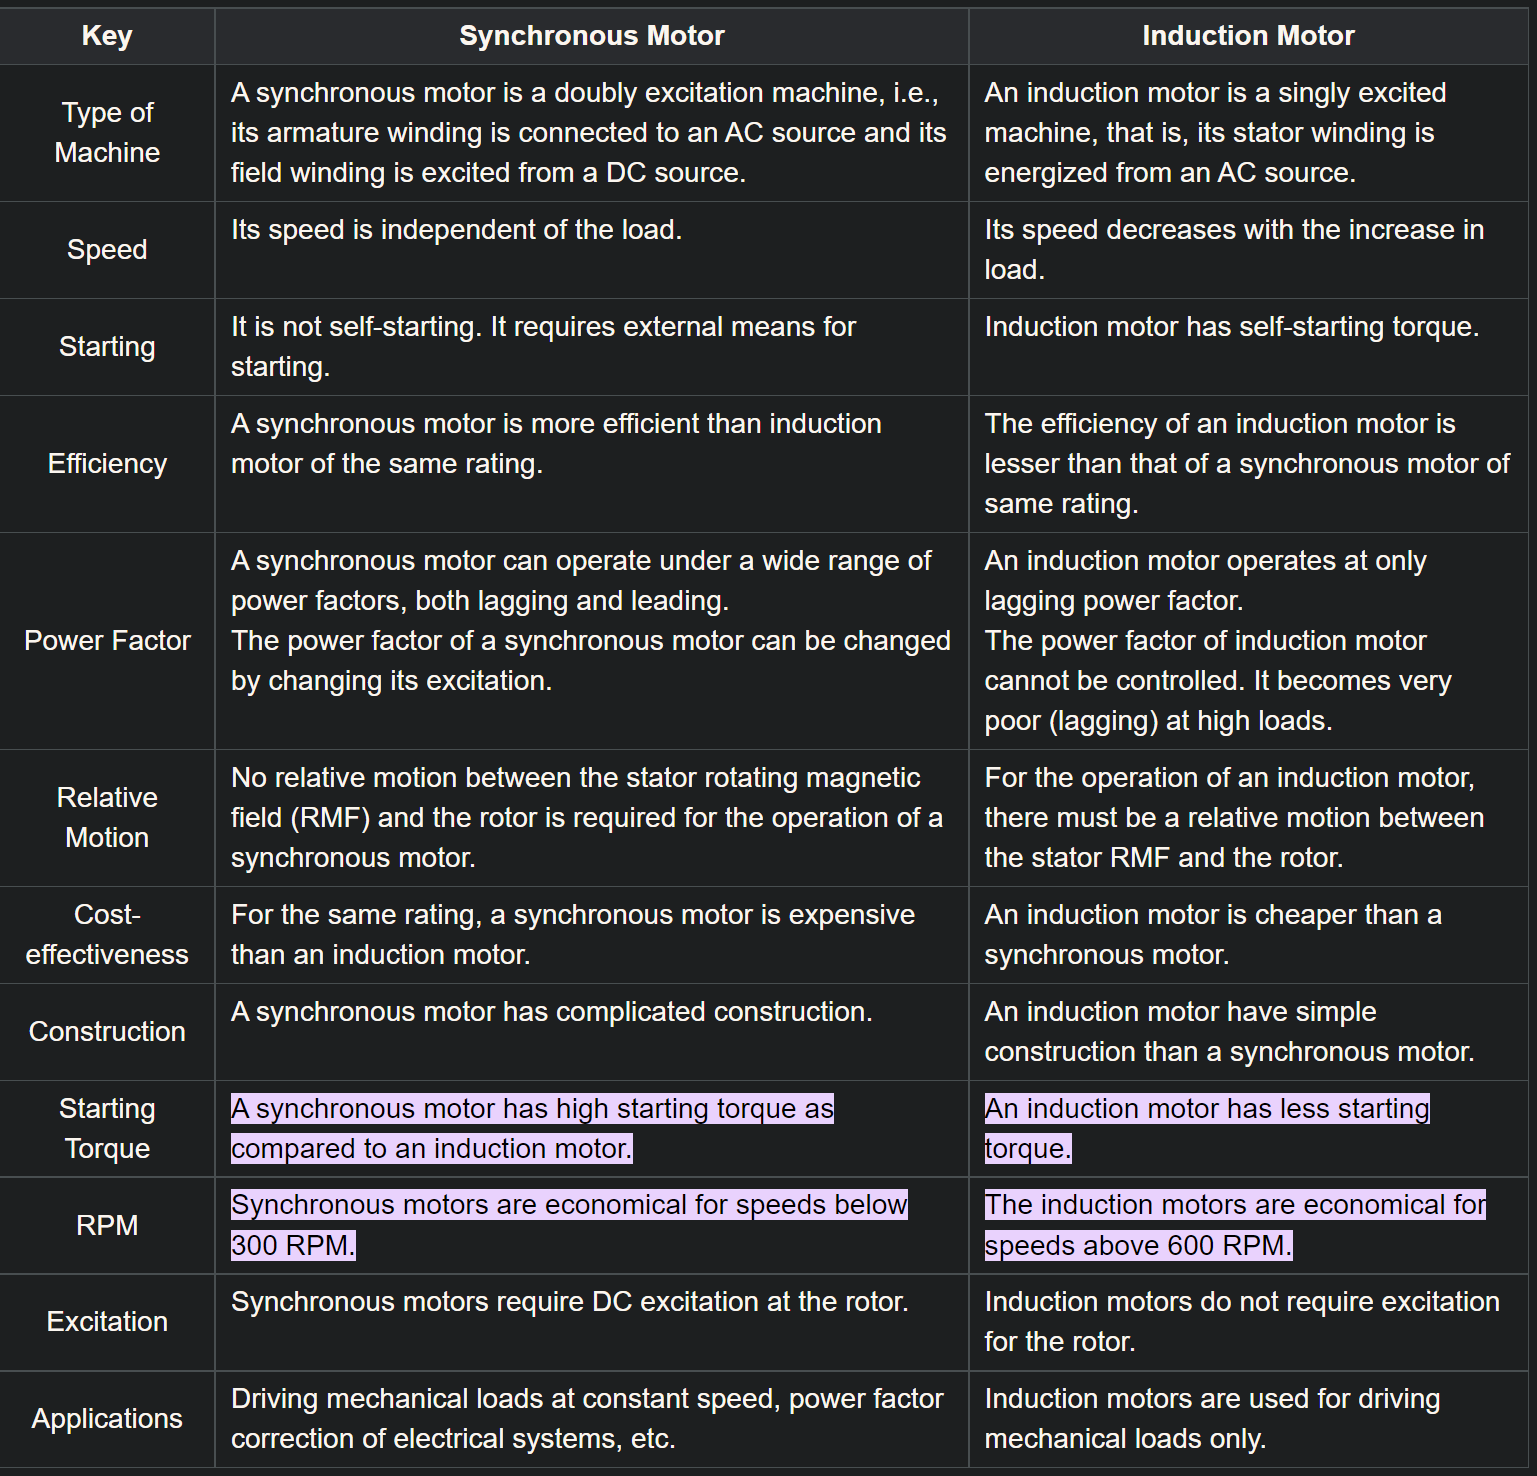 Key
Synchronous Motor
Induction Motor
Type of
Machine
A synchronous motor is a doubly excitation machine, i.e.,
its armature winding is connected to an AC source and its
field winding is excited from a DC source.
An induction motor is a singly excited
machine, that is, its stator winding is
energized from an AC source.
Speed
Its speed is independent of the load.
Its speed decreases with the increase in
load.
Starting
It is not self-starting. It requires external means for
starting.
Induction motor has self-starting torque.
Efficiency
A synchronous motor is more efficient than induction
motor of the same rating.
The efficiency of an induction motor is
lesser than that of a synchronous motor of
same rating.
Power Factor
A synchronous motor can operate under a wide range of
power factors, both lagging and leading.
The power factor of a synchronous motor can be changed
by changing its excitation.
An induction motor operates at only
lagging power factor.
The power factor of induction motor
cannot be controlled. It becomes very
poor (lagging) at high loads.
Relative
Motion
No relative motion between the stator rotating magnetic
field (RMF) and the rotor is required for the operation of a
synchronous motor.
For the operation of an induction motor,
there must be a relative motion between
the stator RMF and the rotor.
Cost-
effectiveness
For the same rating, a synchronous motor is expensive
than an induction motor.
An induction motor is cheaper than a
synchronous motor.
Construction
A synchronous motor has complicated construction.
An induction motor have simple
construction than a synchronous motor.
Starting
Torque
A synchronous motor has high starting torque as
compared to an induction motor.
An induction motor has less starting
torque.
RPM
Synchronous motors are economical for speeds below
300 RPM.
The induction motors are economical for
speeds above 600 RPM.
Excitation
Synchronous motors require DC excitation at the rotor.
Induction motors do not require excitation
for the rotor.
Applications
Driving mechanical loads at constant speed, power factor
correction of electrical systems, etc.
Induction motors are used for driving
mechanical loads only.